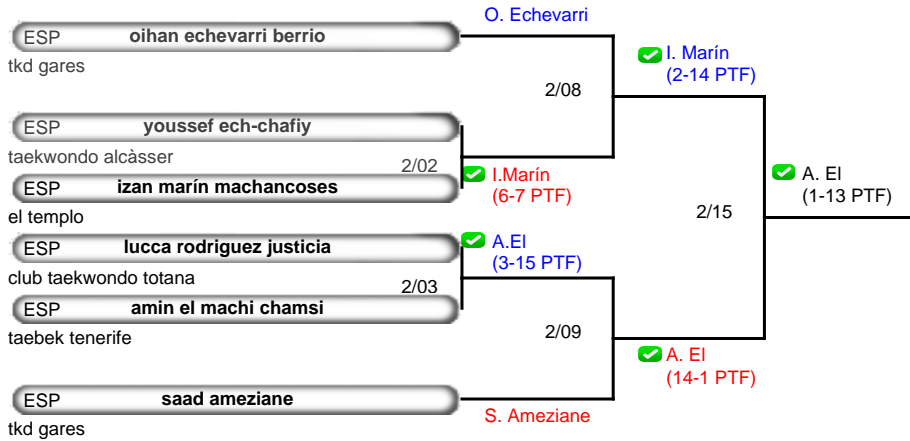 O. Echevarri
ESP oihan echevarri berrio
tkd gares
I. Marín
(2-14 PTF)
2/08
ESP youssef ech-chafiy
taekwondo alcàsser
2/02
I.Marín
(6-7 PTF)
ESP izan marín machancoses
el templo
A. El
(1-13 PTF)
2/15
ESP lucca rodriguez justicia
club taekwondo totana
A.El
(3-15 PTF)
2/03
ESP amin el machi chamsi
taebek tenerife
2/09
A. El
(14-1 PTF)
ESP saad ameziane
tkd gares
S. Ameziane